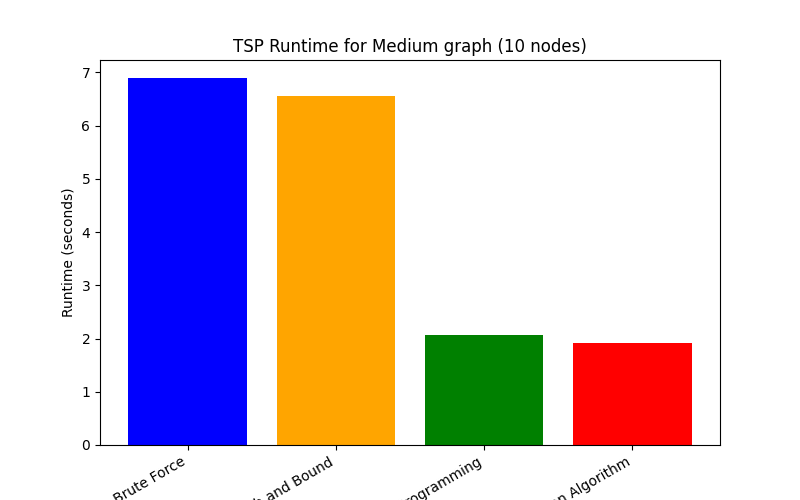 TSP Runtime for Medium graph (10 nodes)
Runtime (seconds)
7
6
5
4
3
2
1
0
Brute Force
and Bound
Algorithm